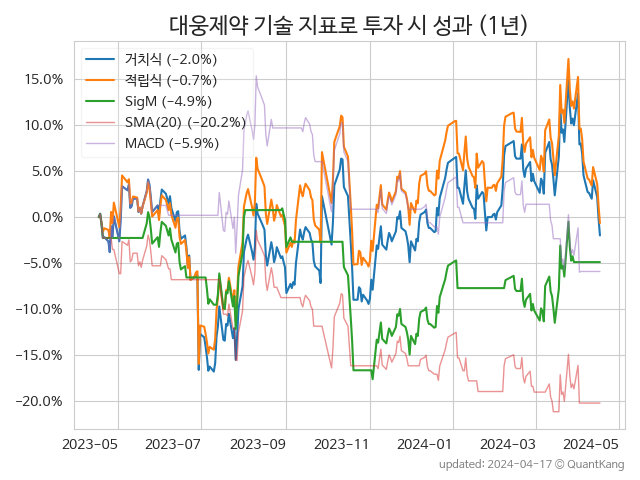 대웅제약 기술 지표로 투자 시 성과 (1년)
거치식 (−2.0%)
적립식 (−0.7%)
SigM (−4.9%)
SMA(20) (−20.2%)
MACD (−5.9%)
15.0%
10.0%
5.0%
0.0%
−5.0%
−10.0%
−15.0%
−20.0%
2023-05 2023-07 2023-09 2023-11 2024-01 2024-03 2024-05
updated: 2024-04-17 © QuantKang